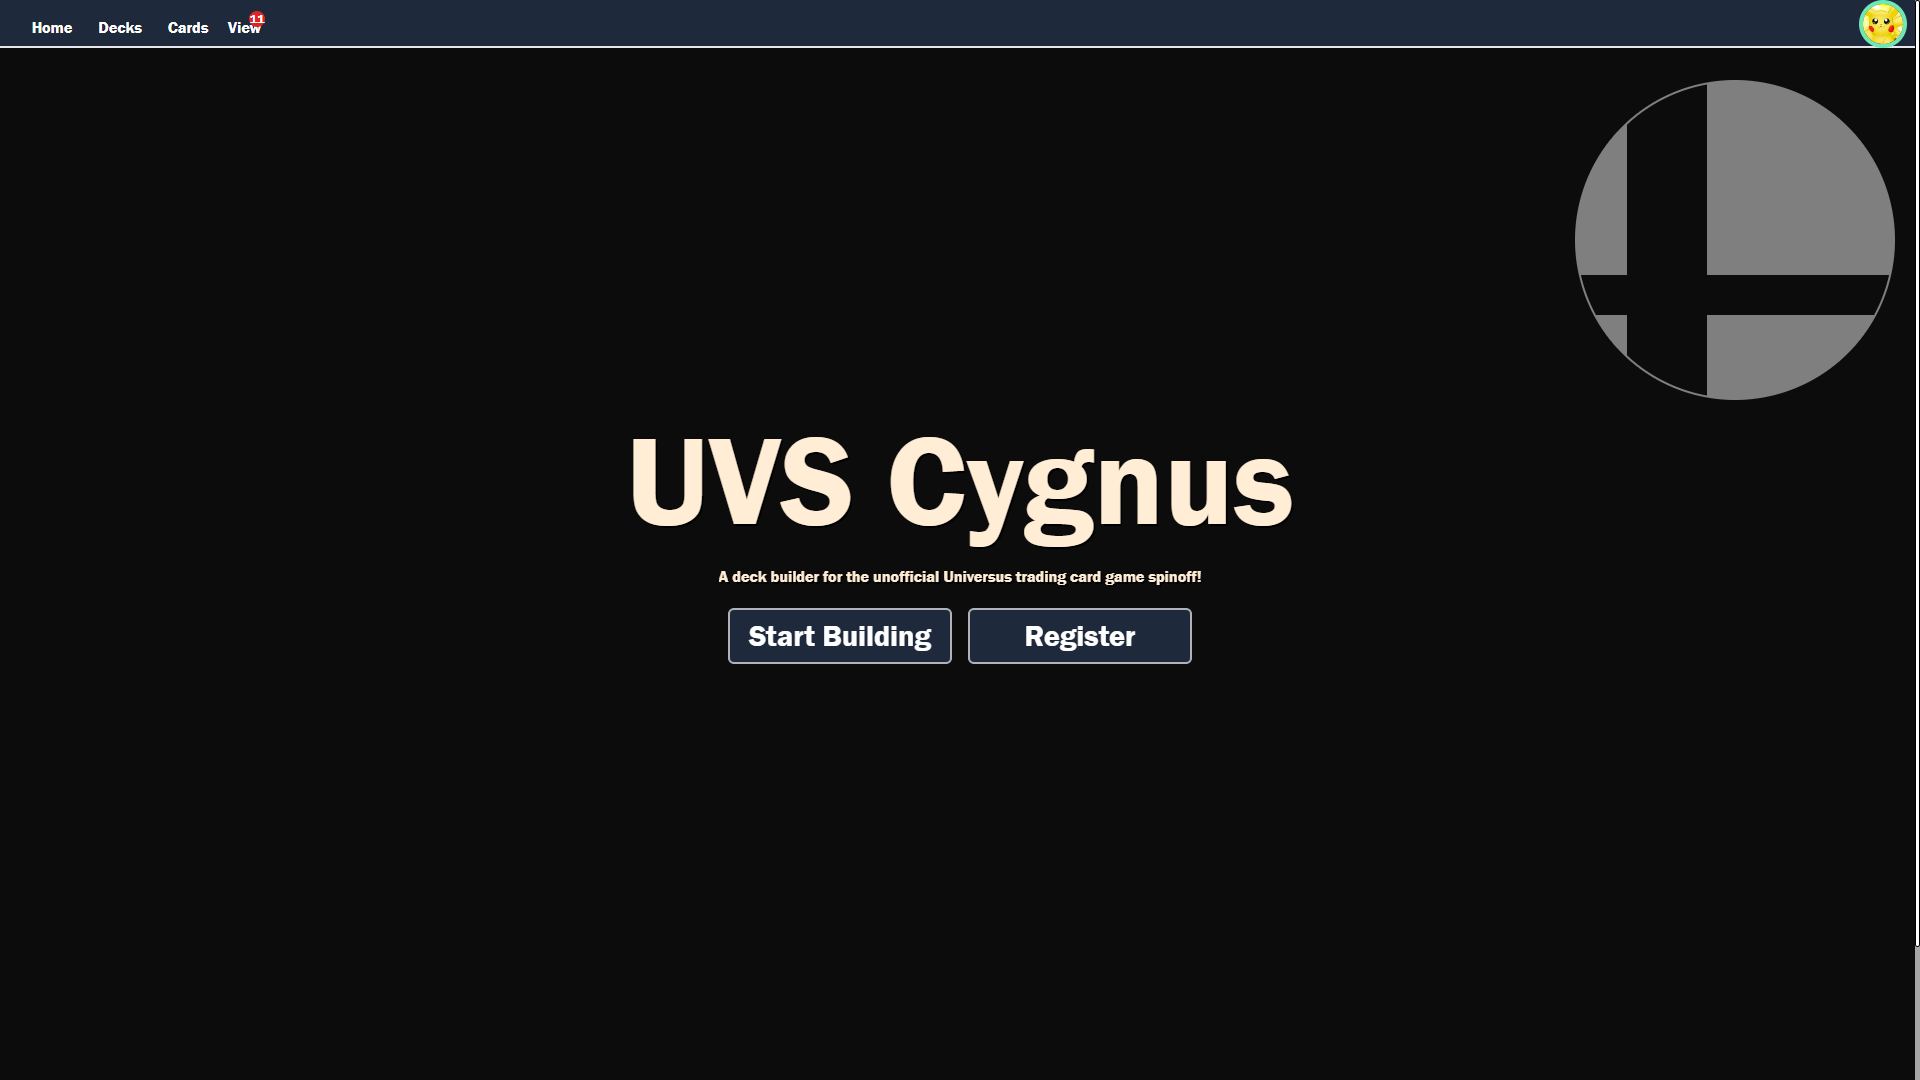 Home Decks Cards View 11
UVS Cygnus
A deck builder for the unofficial Universus trading card game spinoff!
Start Building Register